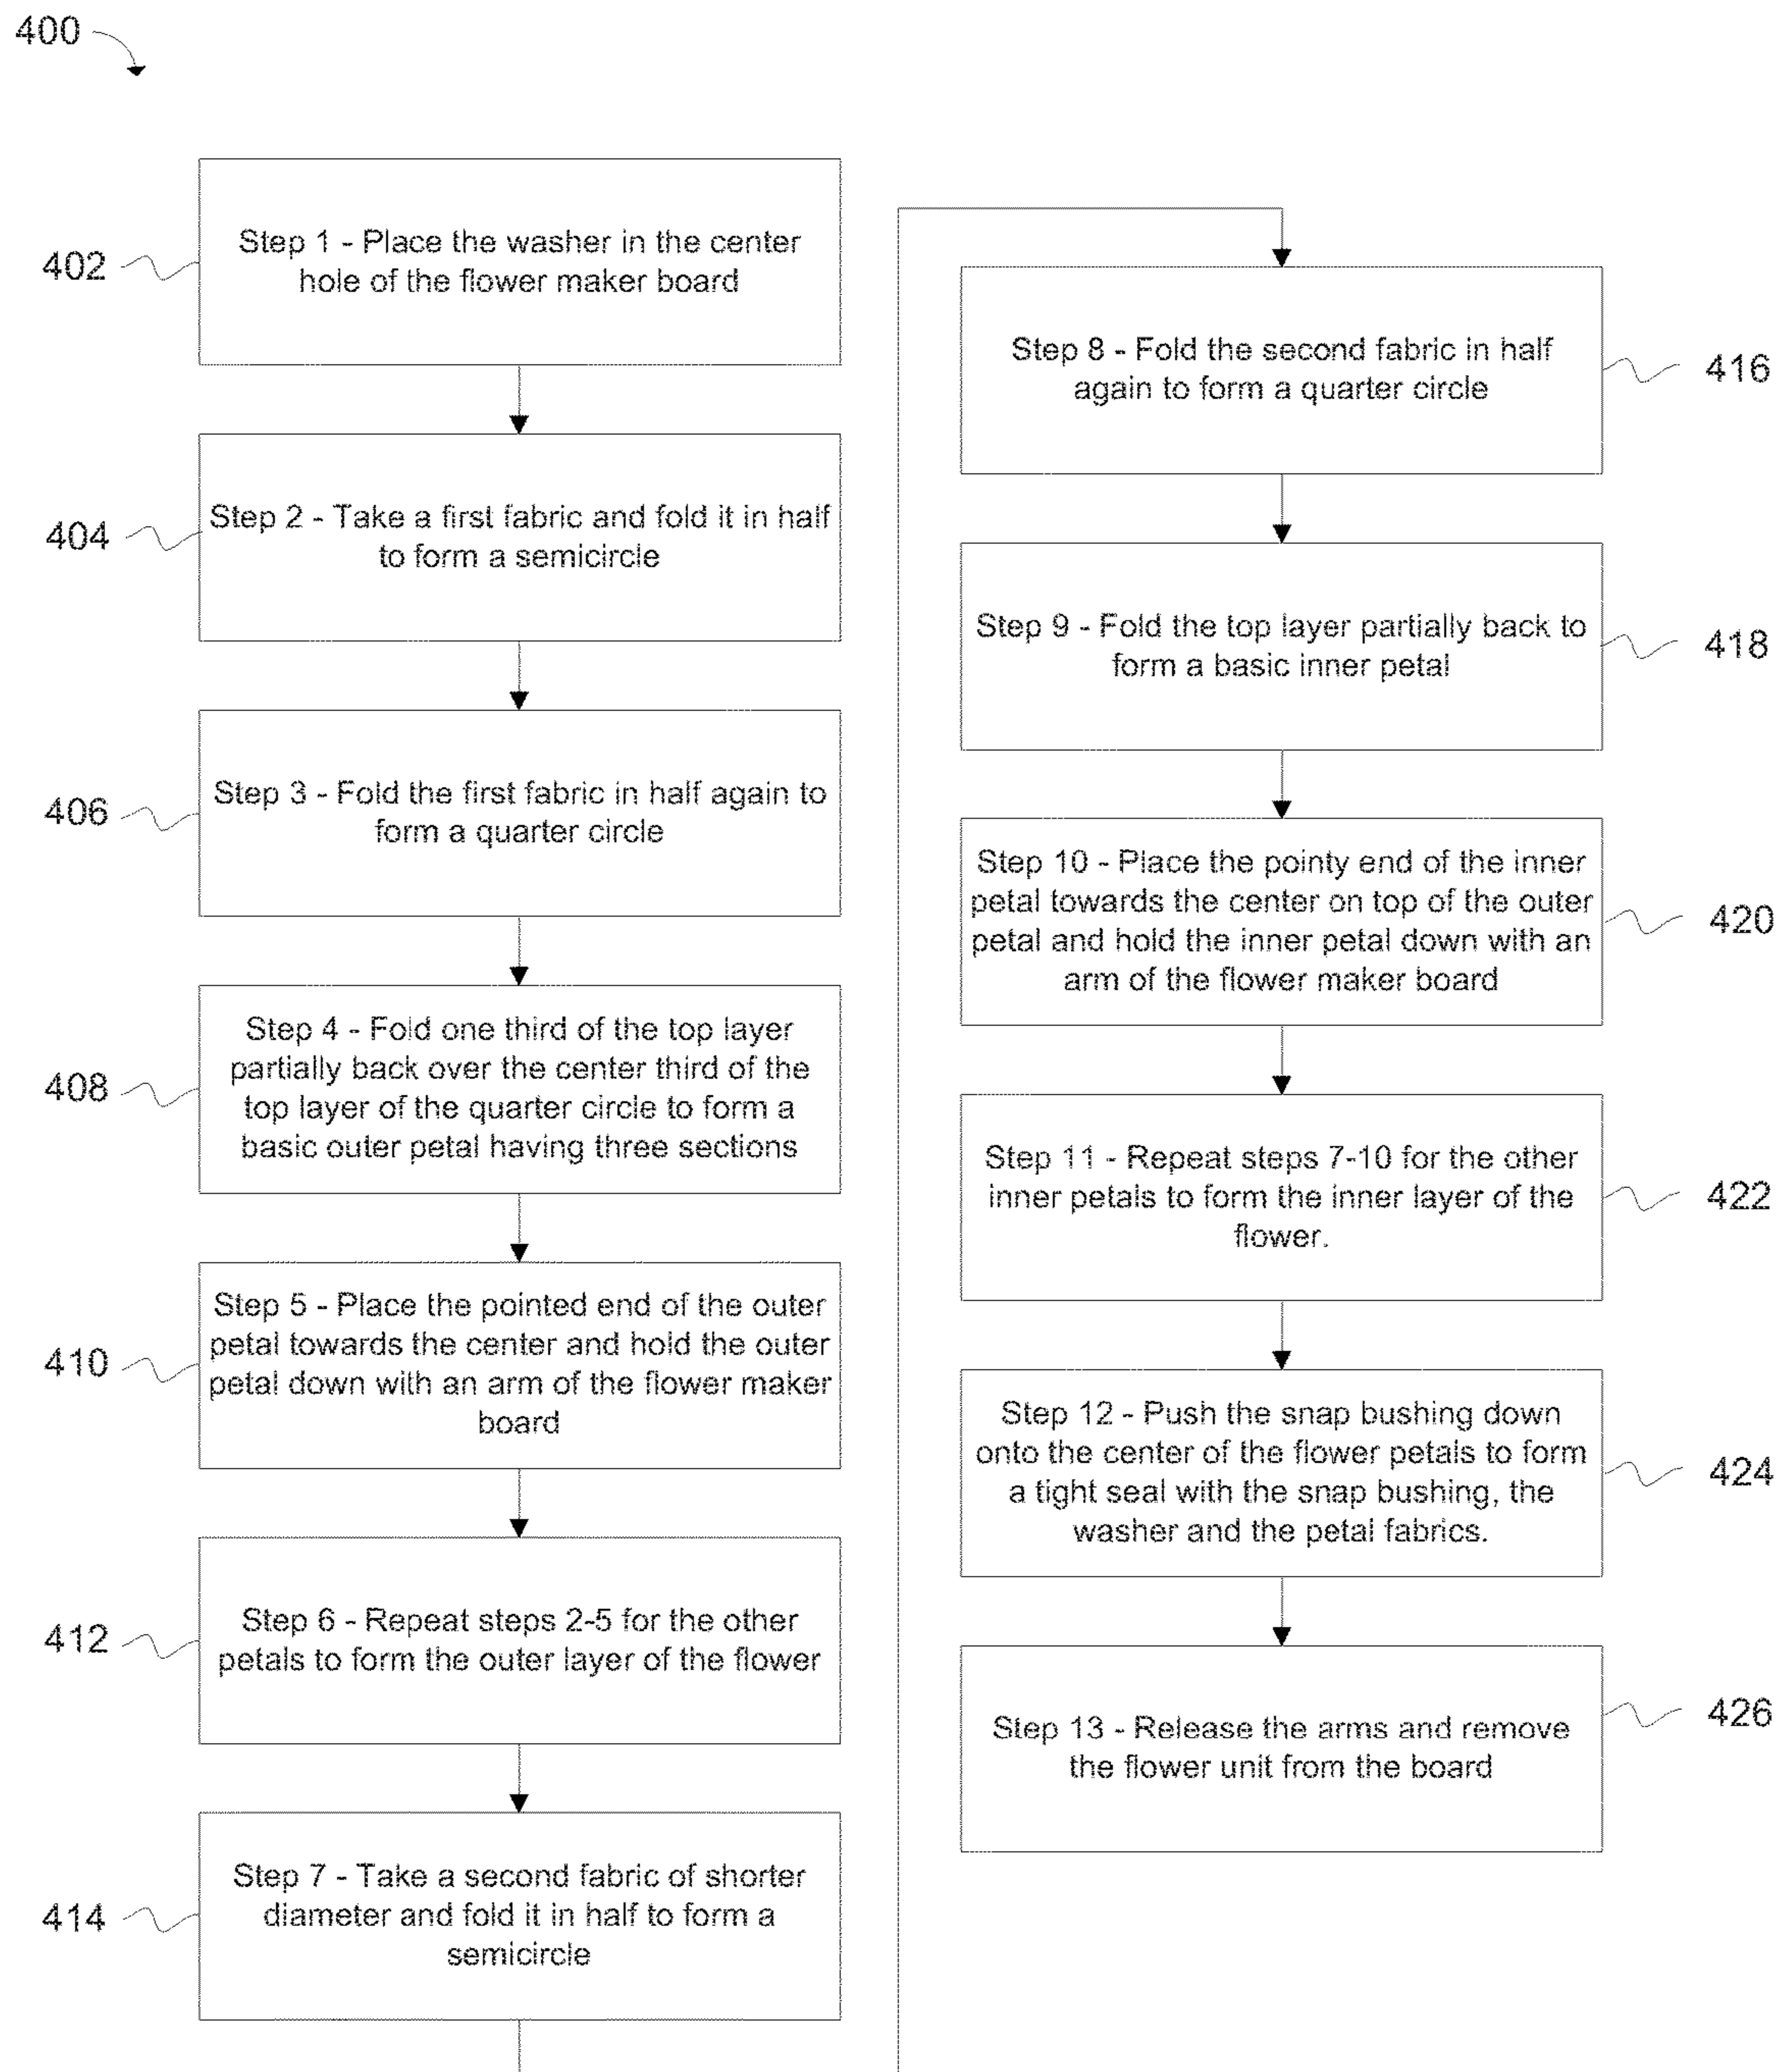 400
402
Step 1 - Place the washer in the center
hole of the flower maker board
404
Step 2 - Take a first fabric and fold it in half
to form a semicircle
406
Step 3 - Fold the first fabric in half again to
form a quarter circle
408
Step 4 - Fold one third of the top layer
partially back over the center third of the
top layer of the quarter circle to form a
basic outer petal having three sections
410
Step 5 - Place the pointed end of the outer
petal towards the center and hold the outer
petal down with an arm of the flower maker
board
412
Step 6 - Repeat steps 2-5 for the other
petals to form the outer layer of the flower
414
Step 7 - Take a second fabric of shorter
diameter and fold it in half to form a
semicircle
Step 8 - Fold the second fabric in half
again to form a quarter circle
416
Step 9 - Fold the top layer partially back to
form a basic inner petal
418
Step 10 - Place the pointy end of the inner
petal towards the center on top of the outer
petal and hold the inner petal down with an
arm of the flower maker board
420
Step 11 - Repeat steps 7-10 for the other
inner petals to form the inner layer of the
flower.
422
Step 12 - Push the snap bushing down
onto the center of the flower petals to form
a tight seal with the snap bushing, the
washer and the petal fabrics.
424
Step 13 - Release the arms and remove
the flower unit from the board
426